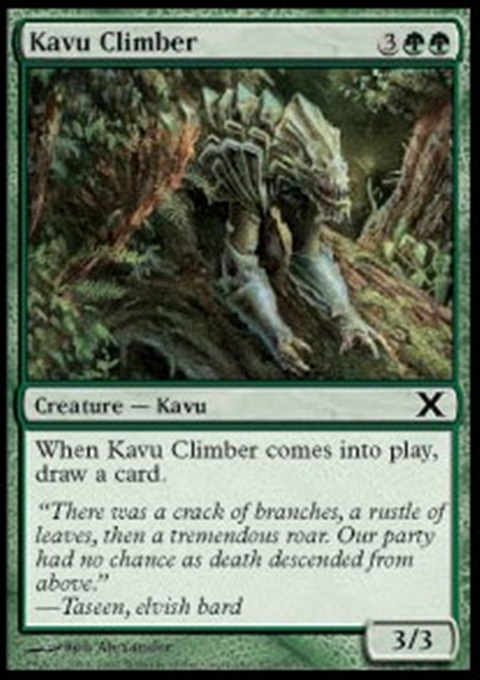 Kavu Climber 3
Creature — Kavu X
When Kavu Climber comes into play,
draw a card.
“There was a crack of branches, a rustle of
leaves, then a tremendous roar. Our party
had no chance as death descended from
above.”
—Taseen, elvish bard
Rob Alexander
3/3